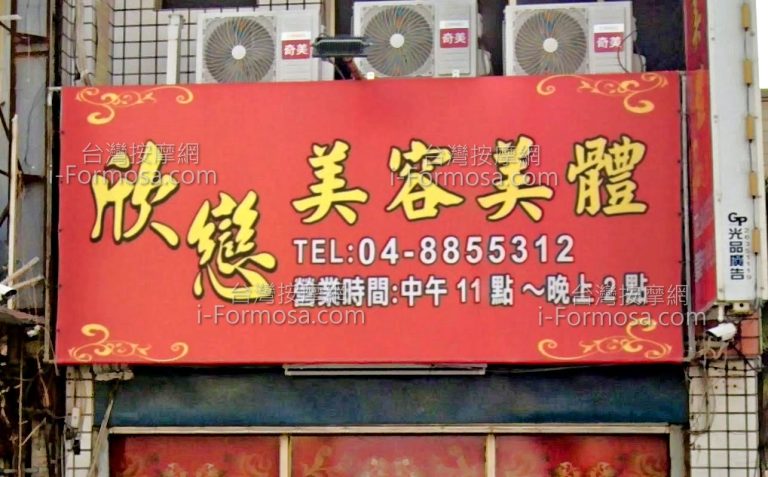 奇美
奇美
奇美
欣戀
美容美體
TEL:04-8855312
營業時間:中午11點～晚上2點
GP
光品廣告
台灣按摩網
i-Formosa.com
台灣按摩網
i-Formosa.com
台灣按摩網
i-Formosa.com
台灣按摩網
i-Formosa.com